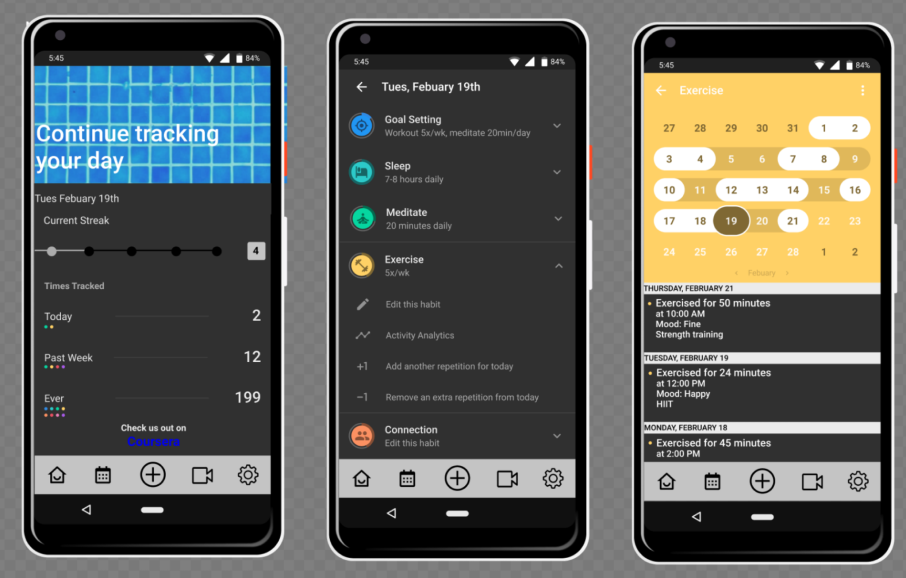 5:45
84%
Continue tracking
your day
Tues Febuary 19th
Current Streak
4
Times Tracked
Today
2
Past Week
12
Ever
199
Check us out on
Coursera
5:45
84%
Tues, Febuary 19th
Goal Setting
Workout 5x/wk, meditate 20min/day
Sleep
7-8 hours daily
Meditate
20 minutes daily
Exercise
5x/wk
Edit this habit
Activity Analytics
+1 Add another repetition for today
−1 Remove an extra repetition from today
Connection
Edit this habit
5:45
84%
Exercise
27 28 29 30 31 1 2
3 4 5 6 7 8 9
10 11 12 13 14 15 16
17 18 19 20 21 22 23
24 25 26 27 28 1 2
Febuary
THURSDAY, FEBRUARY 21
Exercised for 50 minutes
at 10:00 AM
Mood: Fine
Strength training
TUESDAY, FEBRUARY 19
Exercised for 24 minutes
at 12:00 PM
Mood: Happy
HIIT
MONDAY, FEBRUARY 18
Exercised for 45 minutes
at 2:00 PM